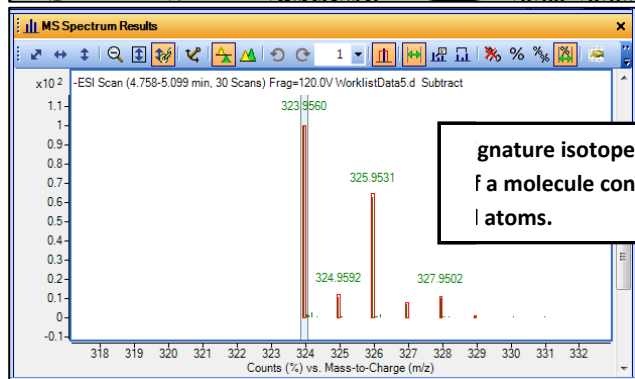 MS Spectrum Results
1
x10 2 -ESI Scan (4.758-5.099 min, 30 Scans) Frag=120.0V WorklistData5.d Subtract
1.1
1
0.9
0.8
0.7
0.6
0.5
0.4
0.3
0.2
0.1
0
-0.1
323.9560
325.9531
324.9592
327.9502
gnature isotope
f a molecule con
atoms.
318 319 320 321 322 323 324 325 326 327 328 329 330 331 332
Counts (%) vs. Mass-to-Charge (m/z)